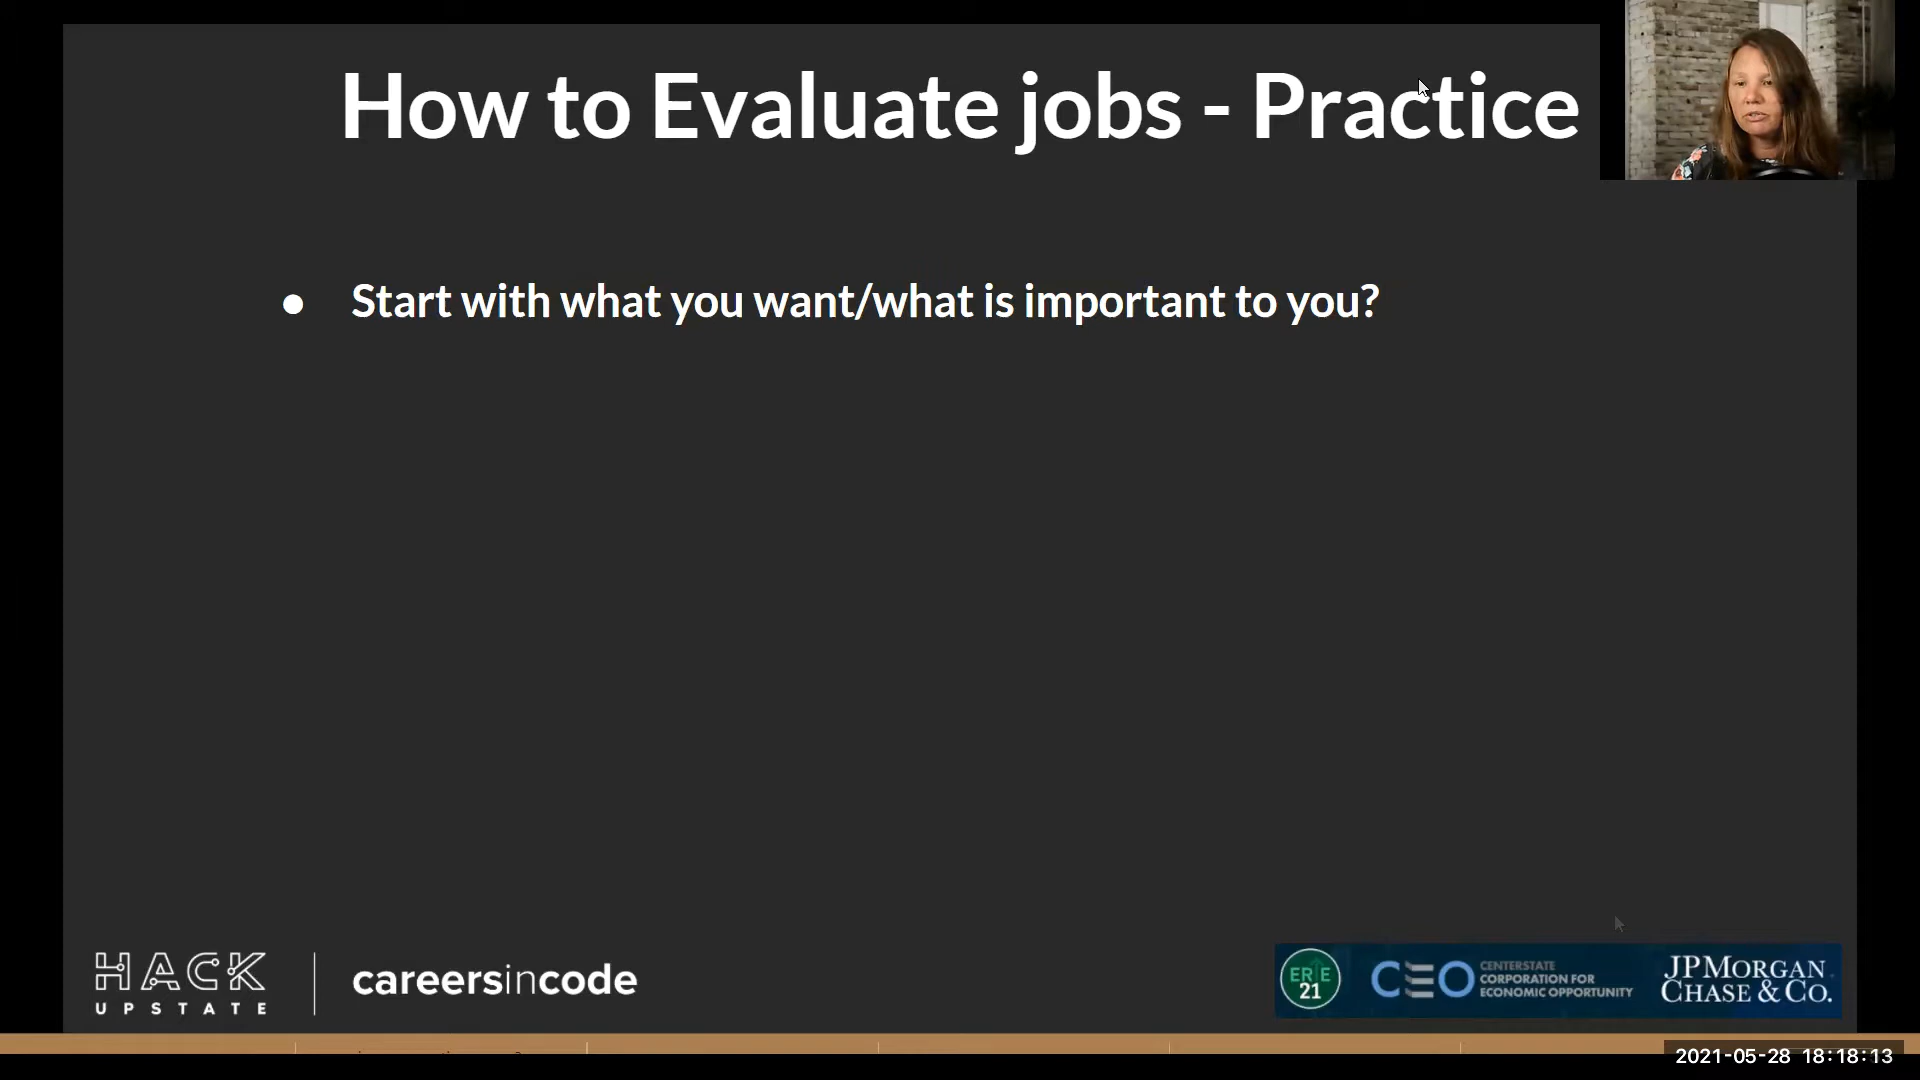 How to Evaluate jobs - Practice
● Start with what you want/what is important to you?
HACK
UPSTATE
careersincode
ERIE
21
CEO
CENTERSTATE
CORPORATION FOR
ECONOMIC OPPORTUNITY
JPMORGAN
CHASE & CO.
2021-05-28 18:18:13